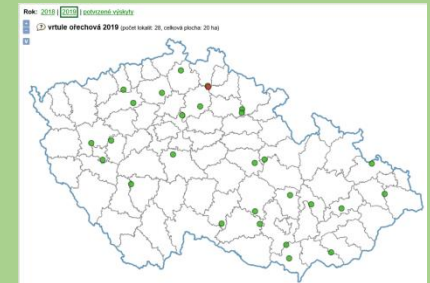 Rok: 2018 | 2019 | potvrzené výskyty
vrtule ořechová 2019 (počet lokalit: 28, celková plocha: 20 ha)